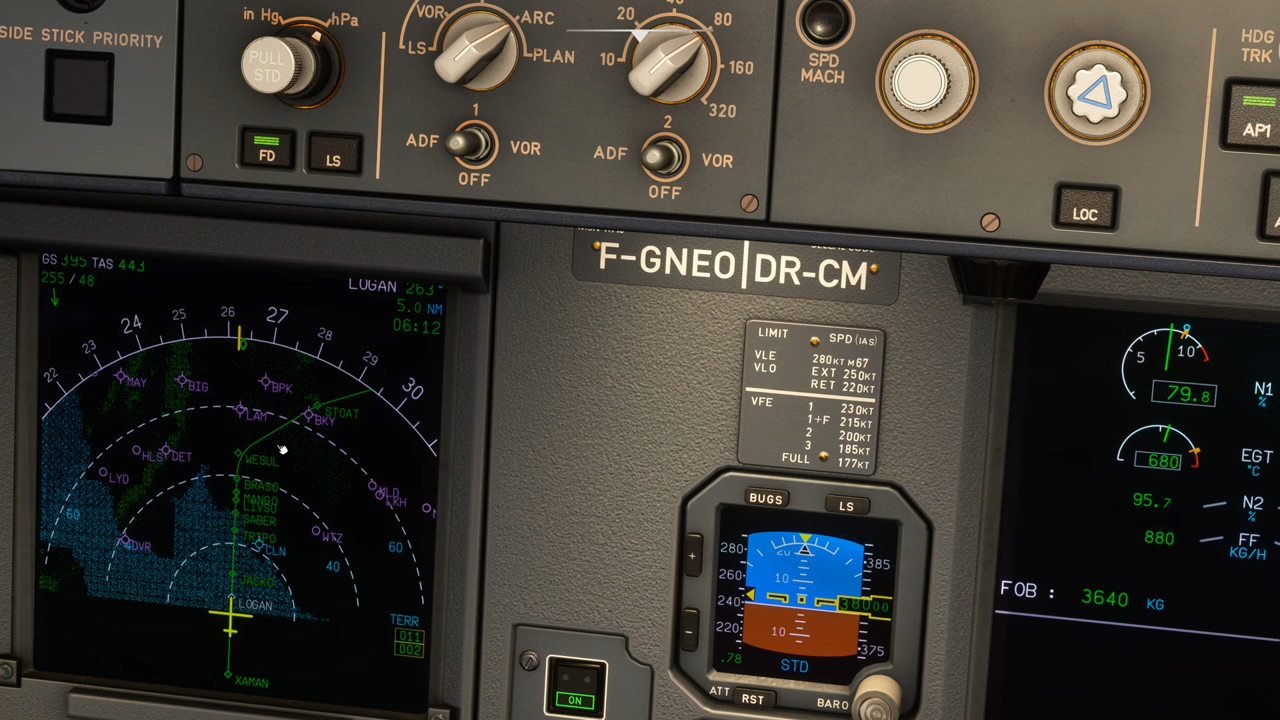 SIDE STICK PRIORITY
in Hg hPa
PULL
STD
FD
LS
VOR ARC
LS PLAN
1
ADF VOR
OFF
20 40 80
10 160
320
2
ADF VOR
OFF
SPD
MACH
LOC
HDG
TRK
AP1
GS 395 TAS 443
255 / 48
LOGAN 263°
5.0 NM
06:12
22 23 24 25 26 27 28 29 30
MAY
BIG
BPK
STOAT
LAM
BKY
HLS
DET
WESUL
LYD
BRASO
MANGO
LIVSO
SABER
TRIPO
CLN
WTZ
DVR
60
60
40
JACKO
LOGAN
TERR
011
002
XAMAN
F-GNEO DR-CM
LIMIT SPD (IAS)
VLE 280KT M67
VLO EXT 250KT
RET 220KT
VFE 1 230KT
1+F 215KT
2 200KT
3 185KT
FULL 177KT
BUGS
LS
+
-
280
260
240
220
20
10
10
385
38000
375
.78
STD
ATT RST
BARO
ON
5 10
79.8
N1
%
680
EGT
°C
95.7
N2
%
880
FF
KG/H
FOB : 3640 KG